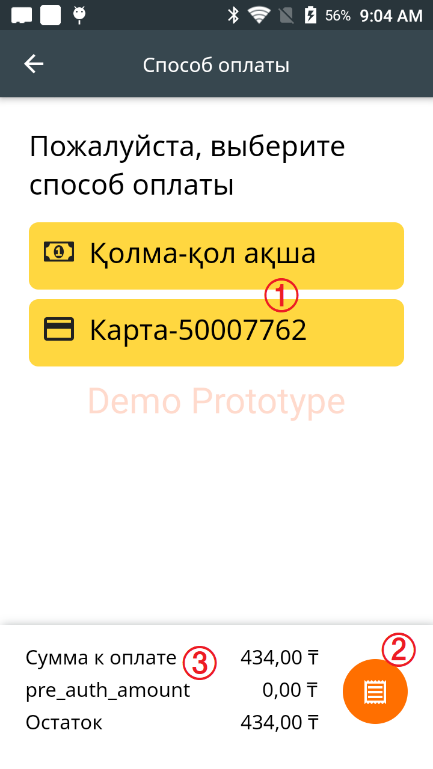 56% 9:04 AM
Способ оплаты
Пожалуйста, выберите
способ оплаты
Қолма-қол ақша
①
Карта-50007762
Demo Prototype
②
Сумма к оплате ③ 434,00 ₸
pre_auth_amount 0,00 ₸
Остаток 434,00 ₸